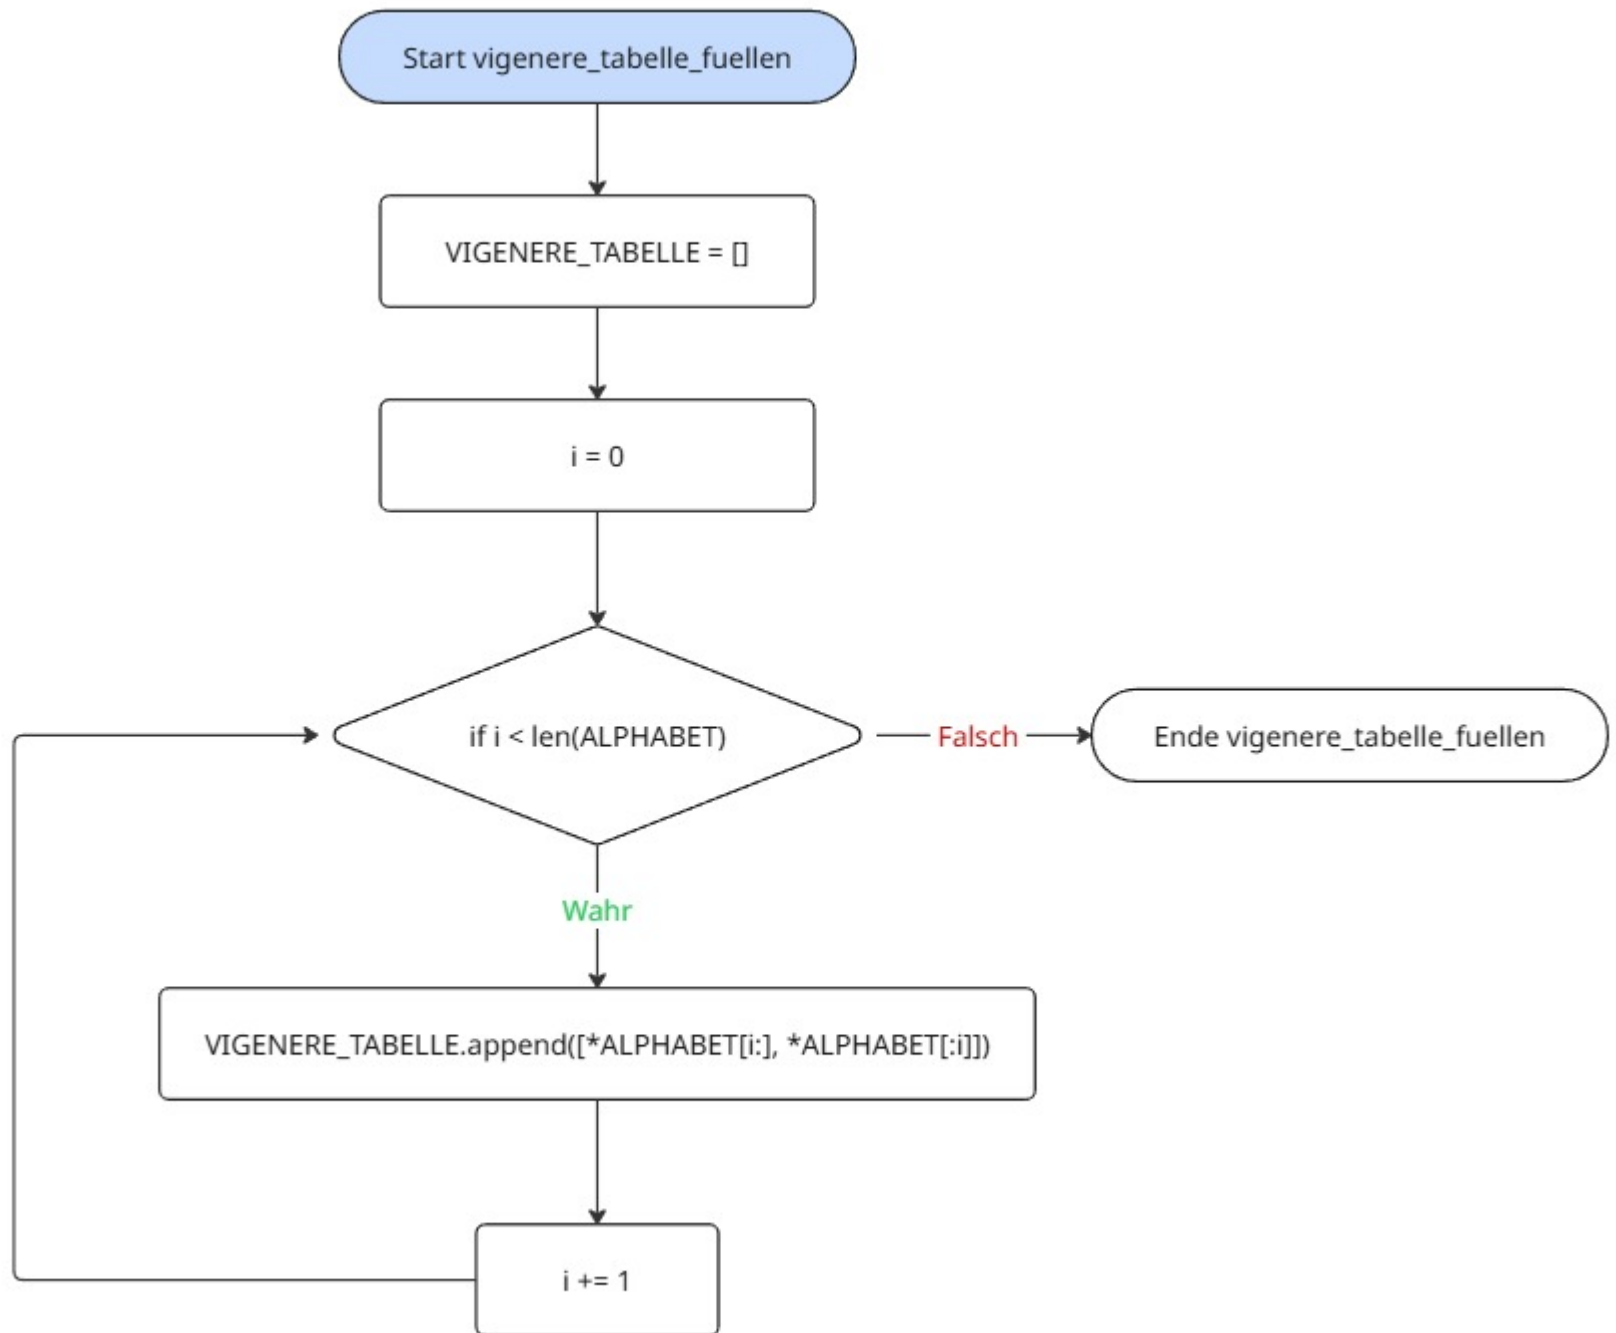 Start vigenere_tabelle_fuellen
VIGENERE_TABELLE = []
i = 0
if i < len(ALPHABET)
Falsch
Ende vigenere_tabelle_fuellen
Wahr
VIGENERE_TABELLE.append([*ALPHABET[i:], *ALPHABET[:i]])
i += 1